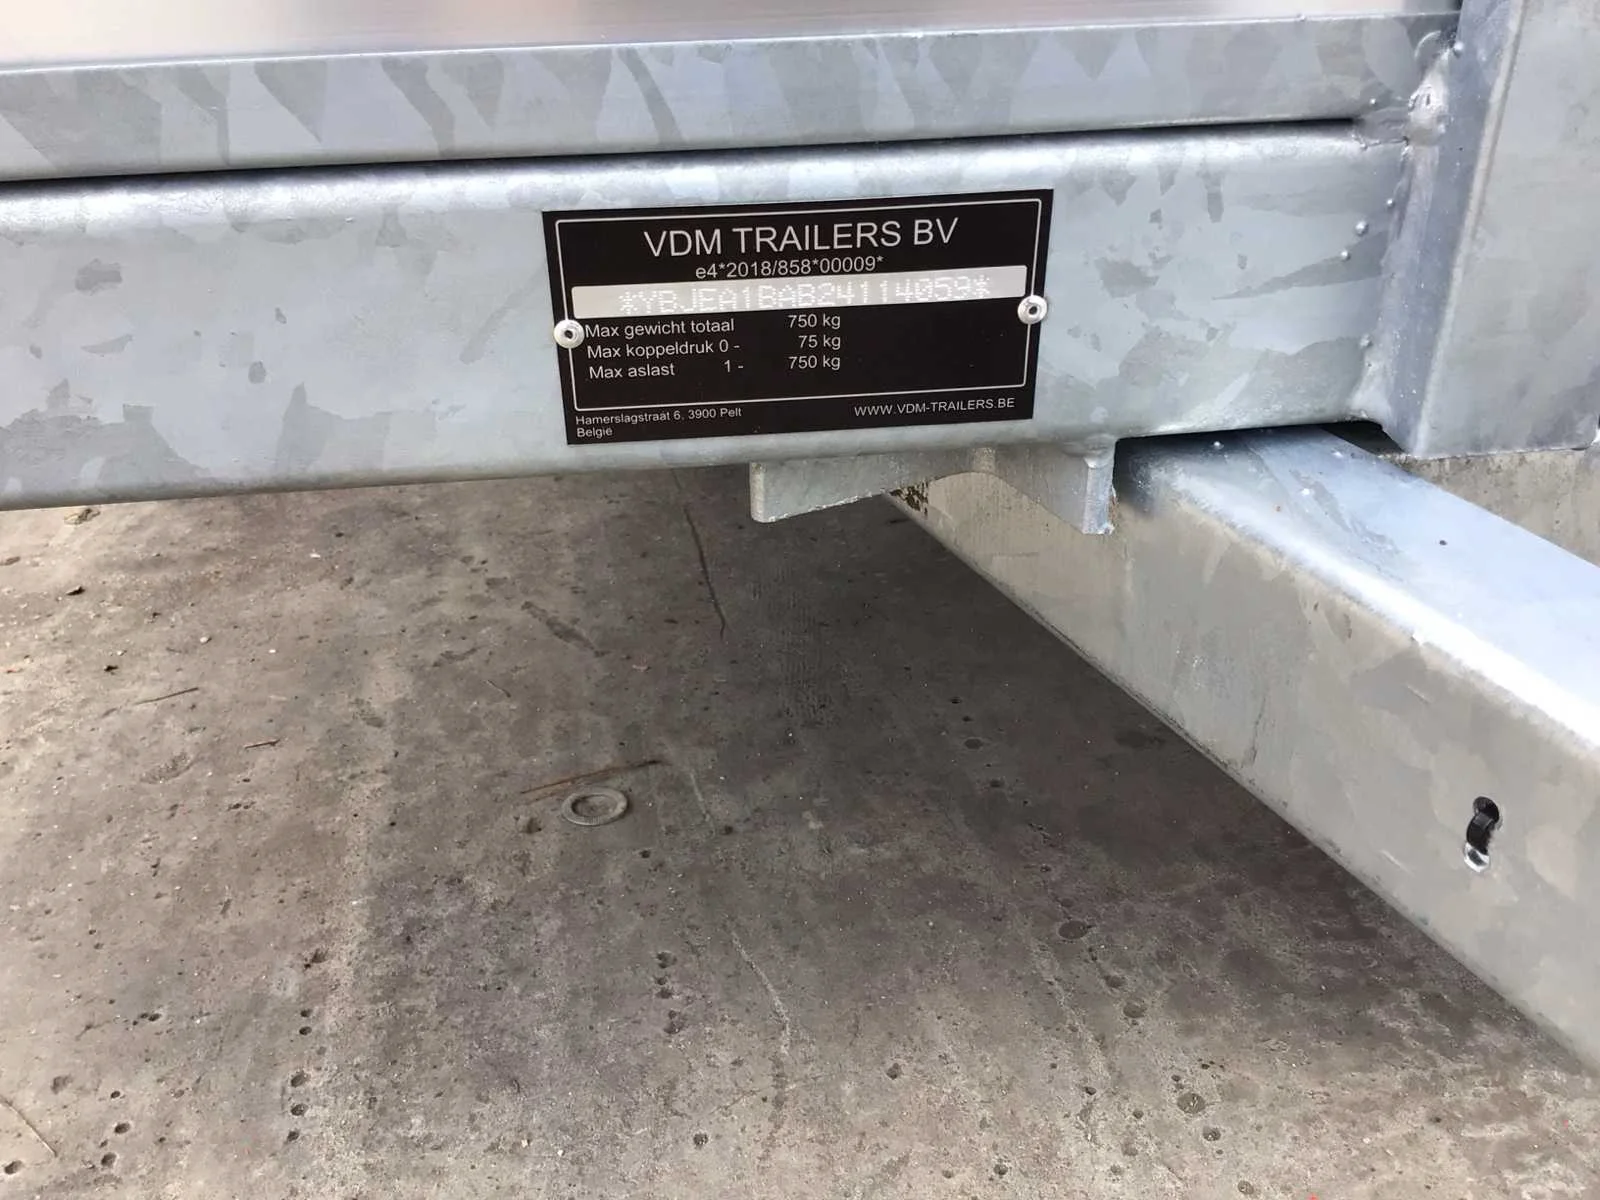 VDM TRAILERS BV
e4*2018/858*00009*
*YBJEA1BAB24114059*
Max gewicht totaal 750 kg
Max koppeldruk 0 - 75 kg
Max aslast 1 - 750 kg
Hamerslagstraat 6, 3900 Pelt
België
WWW.VDM-TRAILERS.BE